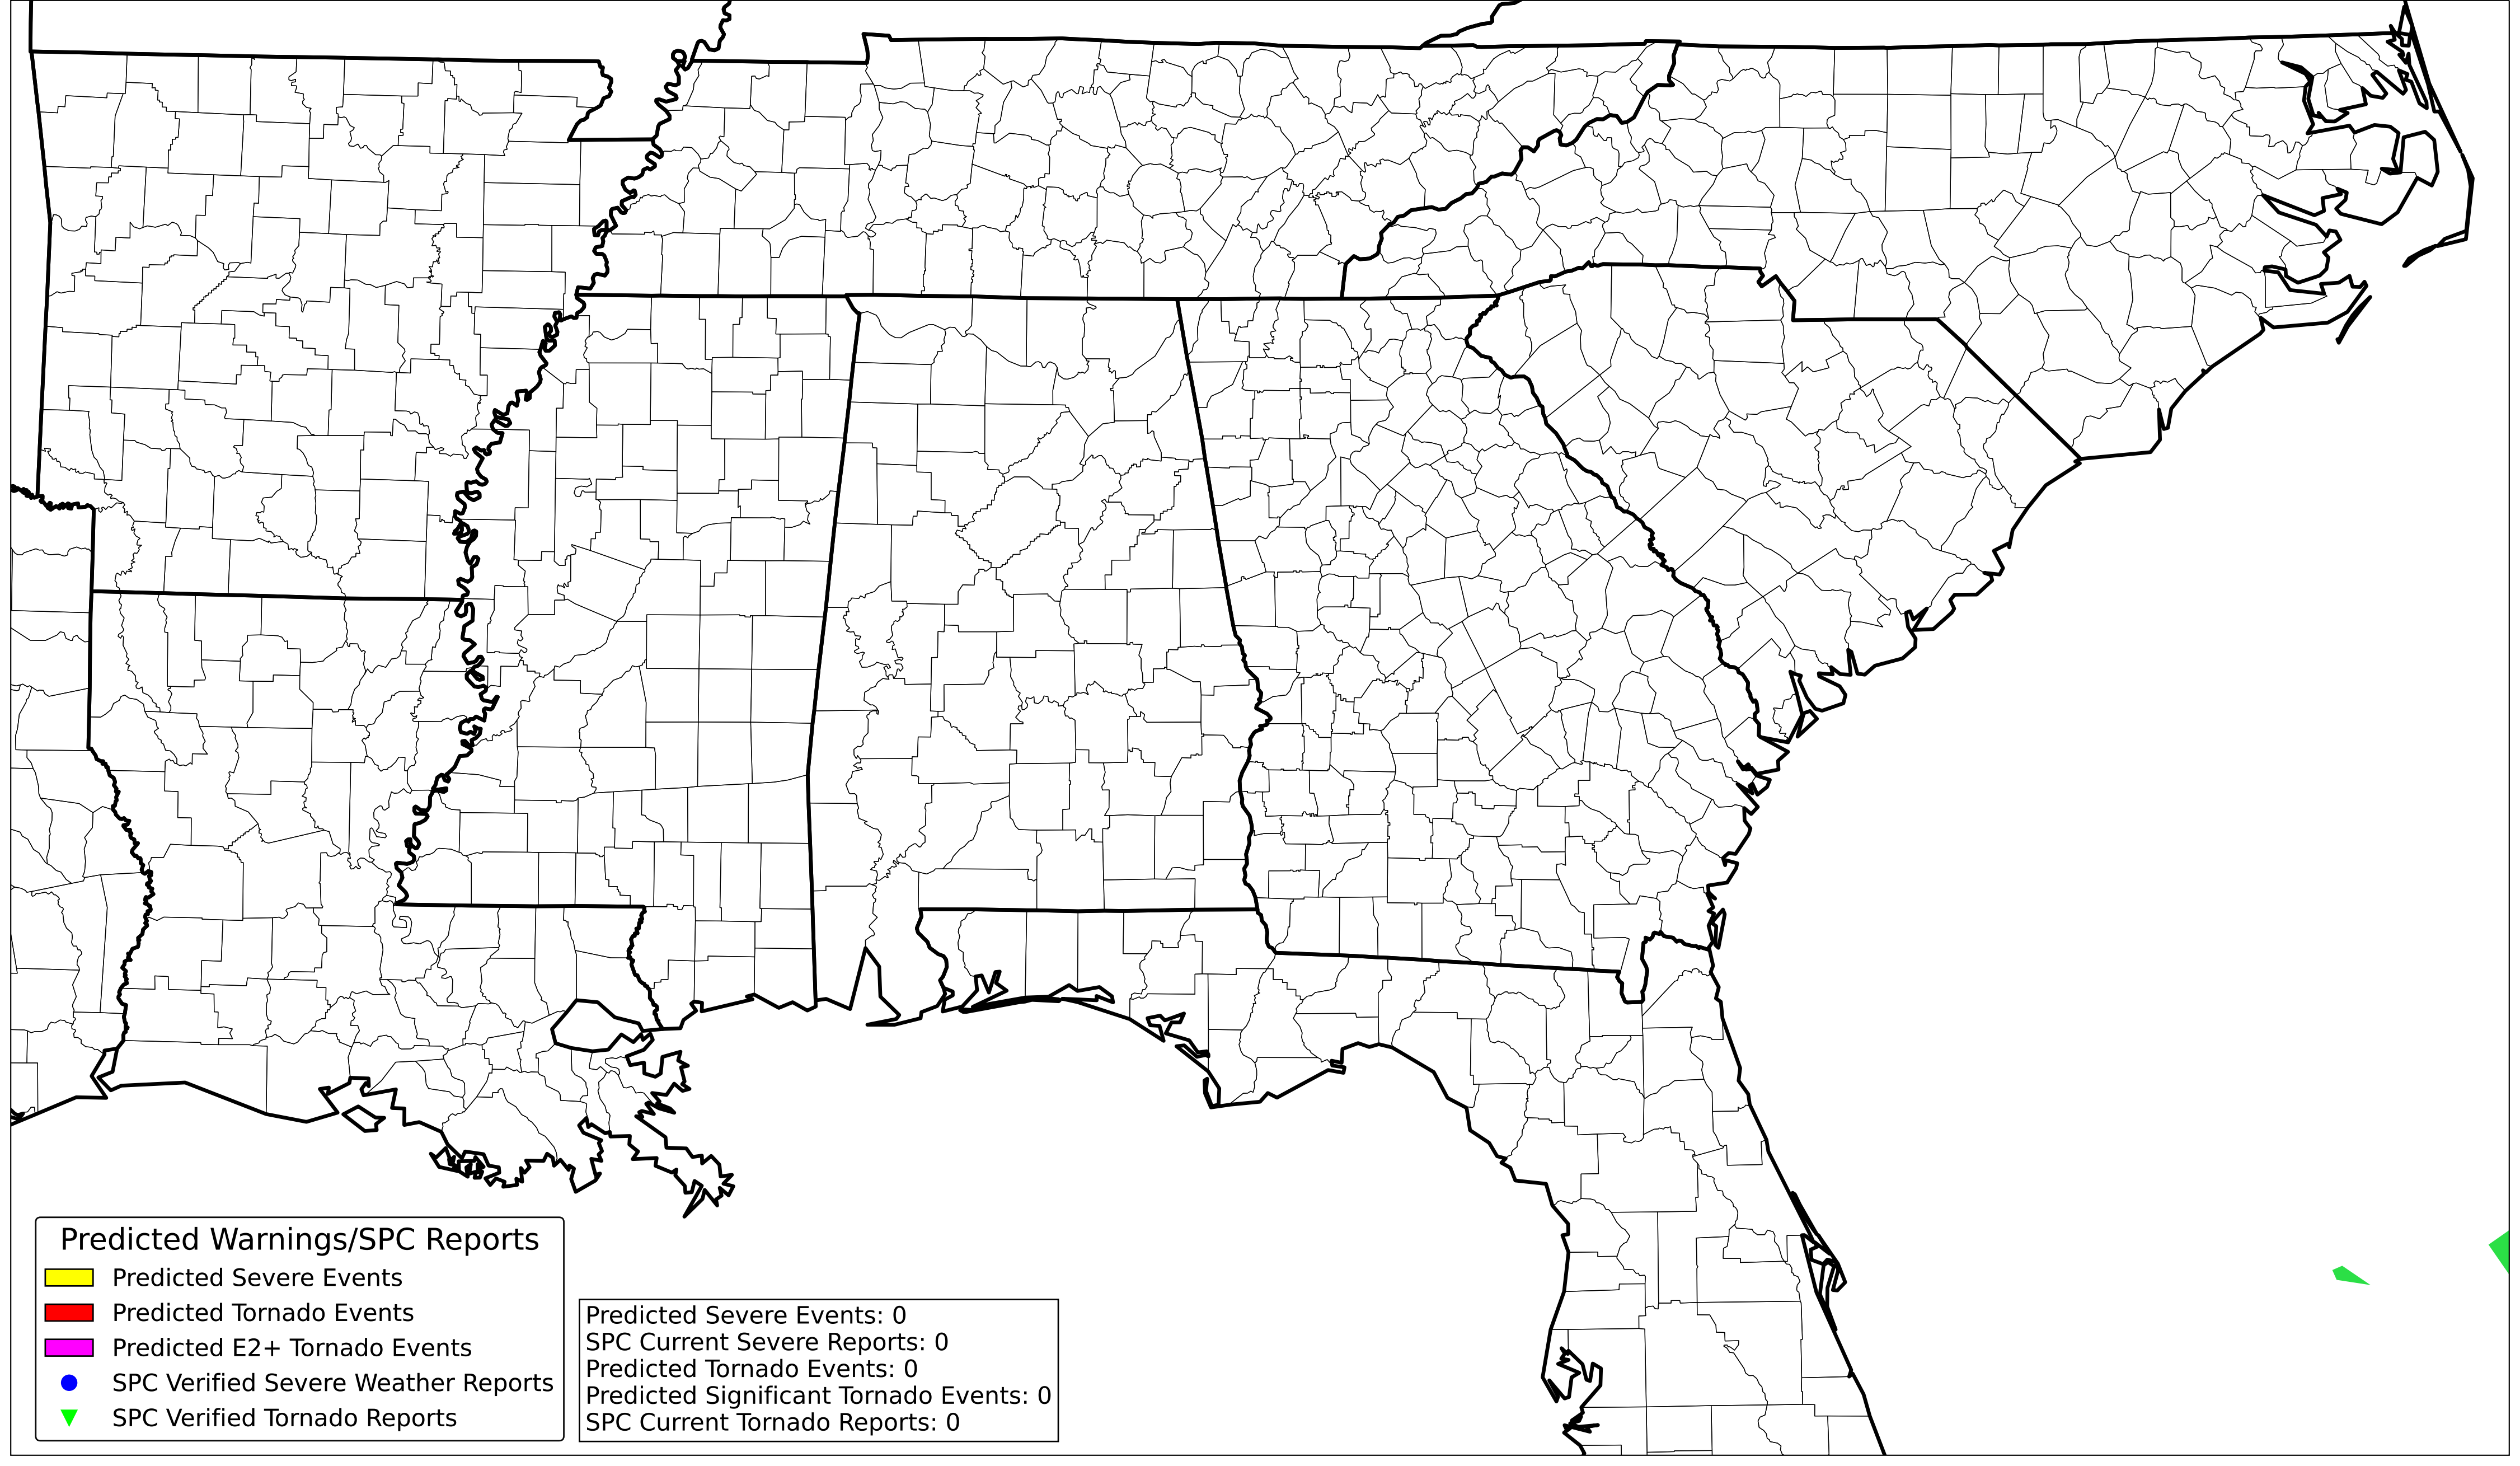 Predicted Warnings/SPC Reports
Predicted Severe Events
Predicted Tornado Events
Predicted E2+ Tornado Events
SPC Verified Severe Weather Reports
SPC Verified Tornado Reports
Predicted Severe Events: 0
SPC Current Severe Reports: 0
Predicted Tornado Events: 0
Predicted Significant Tornado Events: 0
SPC Current Tornado Reports: 0